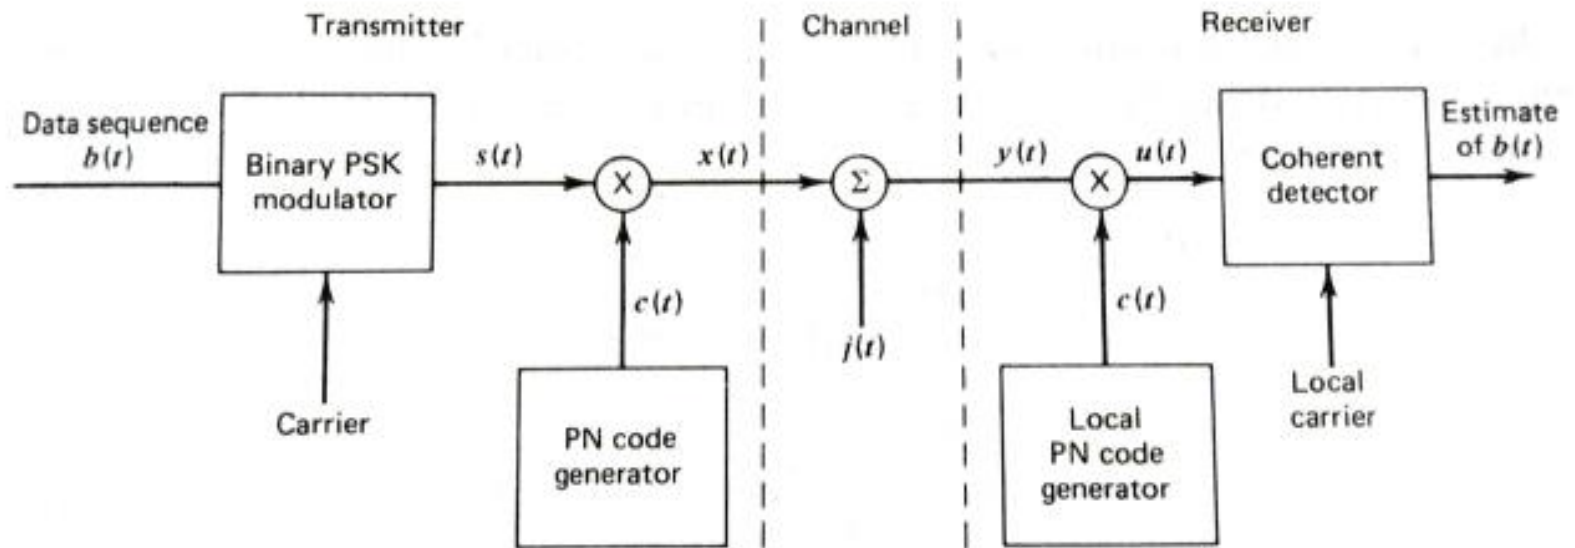 Transmitter
Channel
Receiver
Data sequence
b(t)
Binary PSK
modulator
s(t)
X
x(t)
Σ
y(t)
X
u(t)
Coherent
detector
Estimate
of b(t)
c(t)
j(t)
c(t)
Carrier
PN code
generator
Local
PN code
generator
Local
carrier